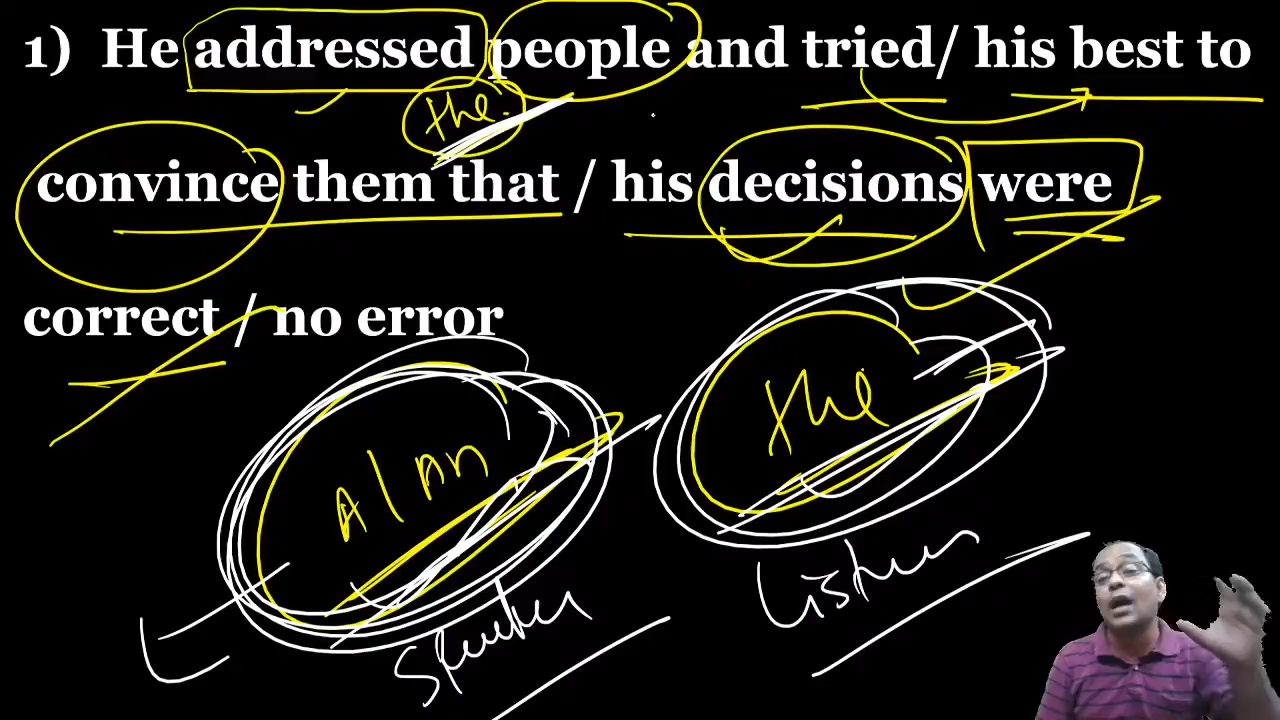 1) He addressed people and tried/ his best to
the.
convince them that / his decisions were
correct / no error
A/An
the
Speaker
Listener